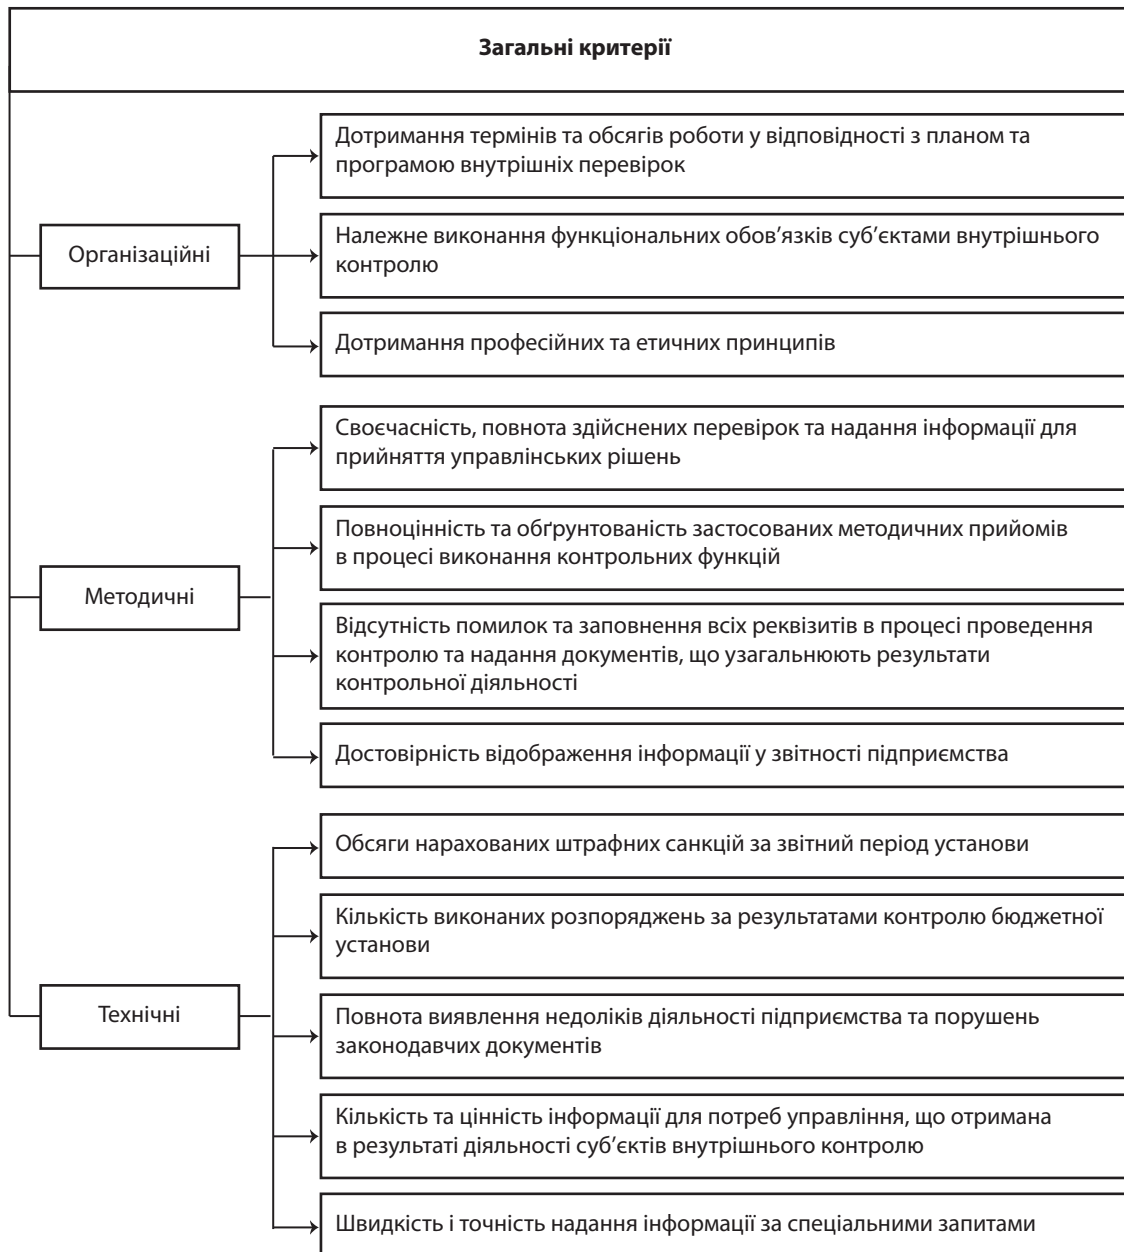 Загальні критерії
Організаційні
Дотримання термінів та обсягів роботи у відповідності з планом та
програмою внутрішніх перевірок
Належне виконання функціональних обов’язків суб’єктами внутрішнього
контролю
Дотримання професійних та етичних принципів
Методичні
Своєчасність, повнота здійснених перевірок та надання інформації для
прийняття управлінських рішень
Повноцінність та обґрунтованість застосованих методичних прийомів
в процесі виконання контрольних функцій
Відсутність помилок та заповнення всіх реквізитів в процесі проведення
контролю та надання документів, що узагальнюють результати
контрольної діяльності
Достовірність відображення інформації у звітності підприємства
Технічні
Обсяги нарахованих штрафних санкцій за звітний період установи
Кількість виконаних розпоряджень за результатами контролю бюджетної
установи
Повнота виявлення недоліків діяльності підприємства та порушень
законодавчих документів
Кількість та цінність інформації для потреб управління, що отримана
в результаті діяльності суб’єктів внутрішнього контролю
Швидкість і точність надання інформації за спеціальними запитами